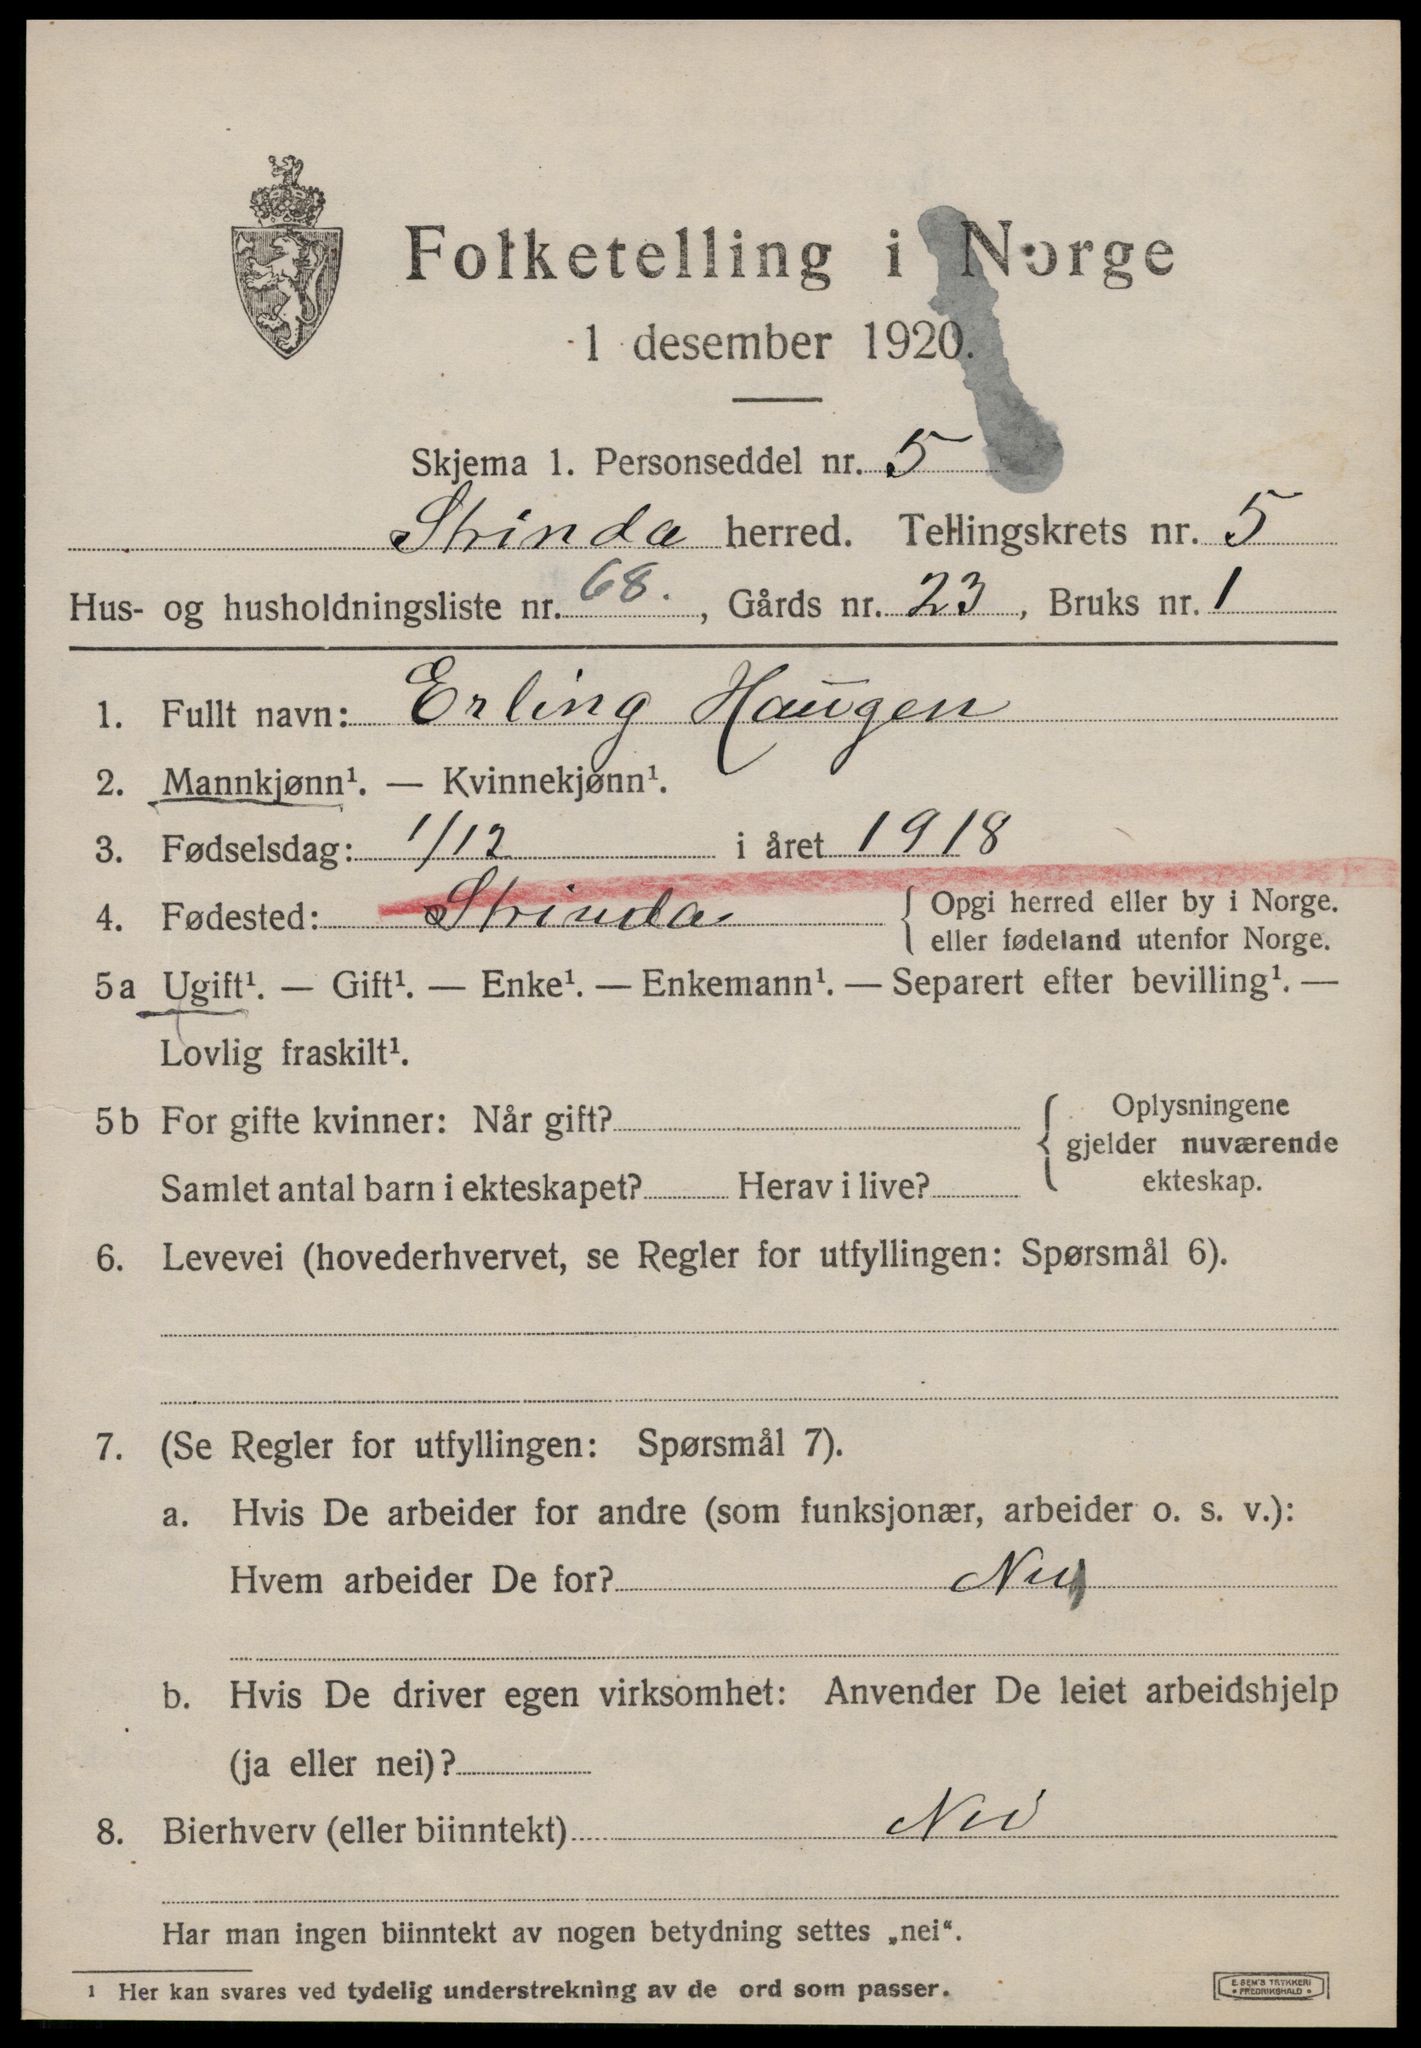 Folketelling i Norge
1 desember 1920.
Skjema 1. Personseddel nr. 5
Strinda herred. Tellingskrets nr. 5
Hus- og husholdningsliste nr. 68., Gårds nr. 23, Bruks nr. 1
1. Fullt navn: Erling Haugen
2. Mannkjønn¹. — Kvinnekjønn¹.
3. Fødselsdag: 1/12 i året 1918
4. Fødested: Strinda { Opgi herred eller by i Norge.
eller fødeland utenfor Norge.
5a Ugift¹. — Gift¹. — Enke¹. — Enkemann¹. — Separert efter bevilling¹. —
Lovlig fraskilt¹.
5b For gifte kvinner: Når gift?
Samlet antal barn i ekteskapet? Herav i live?
{ Oplysningene
gjelder nuværende
ekteskap.
6. Levevei (hovederhvervet, se Regler for utfyllingen: Spørsmål 6).
7. (Se Regler for utfyllingen: Spørsmål 7).
a. Hvis De arbeider for andre (som funksjonær, arbeider o. s. v.):
Hvem arbeider De for? Nei
b. Hvis De driver egen virksomhet: Anvender De leiet arbeidshjelp
(ja eller nei)?
8. Bierhverv (eller biinntekt) Nei
Har man ingen biinntekt av nogen betydning settes „nei“.
¹ Her kan svares ved tydelig understrekning av de ord som passer.
E. SEM'S TRYKKERI
• FREDRIKSHALD •